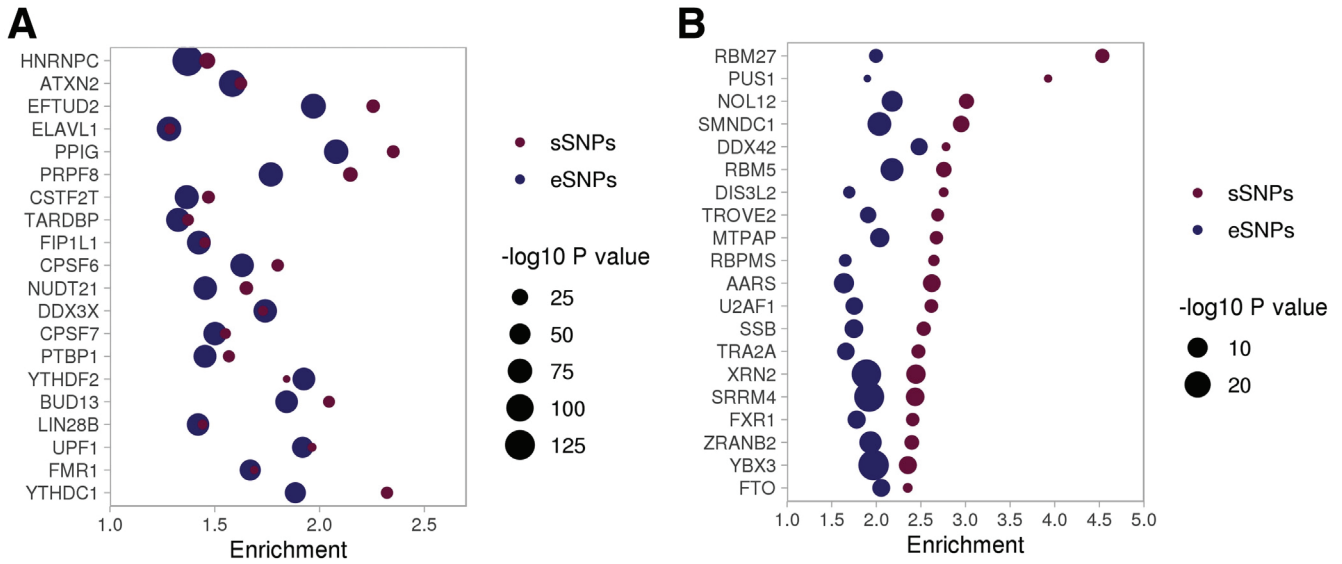 A
HNRNPC
ATXN2
EFTUD2
ELAVL1
PPIG
PRPF8
CSTF2T
TARDBP
FIP1L1
CPSF6
NUDT21
DDX3X
CPSF7
PTBP1
YTHDF2
BUD13
LIN28B
UPF1
FMR1
YTHDC1
1.0 1.5 2.0 2.5
Enrichment
sSNPs
eSNPs
-log10 P value
25
50
75
100
125
B
RBM27
PUS1
NOL12
SMNDC1
DDX42
RBM5
DIS3L2
TROVE2
MTPAP
RBPMS
AARS
U2AF1
SSB
TRA2A
XRN2
SRRM4
FXR1
ZRANB2
YBX3
FTO
1.0 1.5 2.0 2.5 3.0 3.5 4.0 4.5 5.0
Enrichment
sSNPs
eSNPs
-log10 P value
10
20